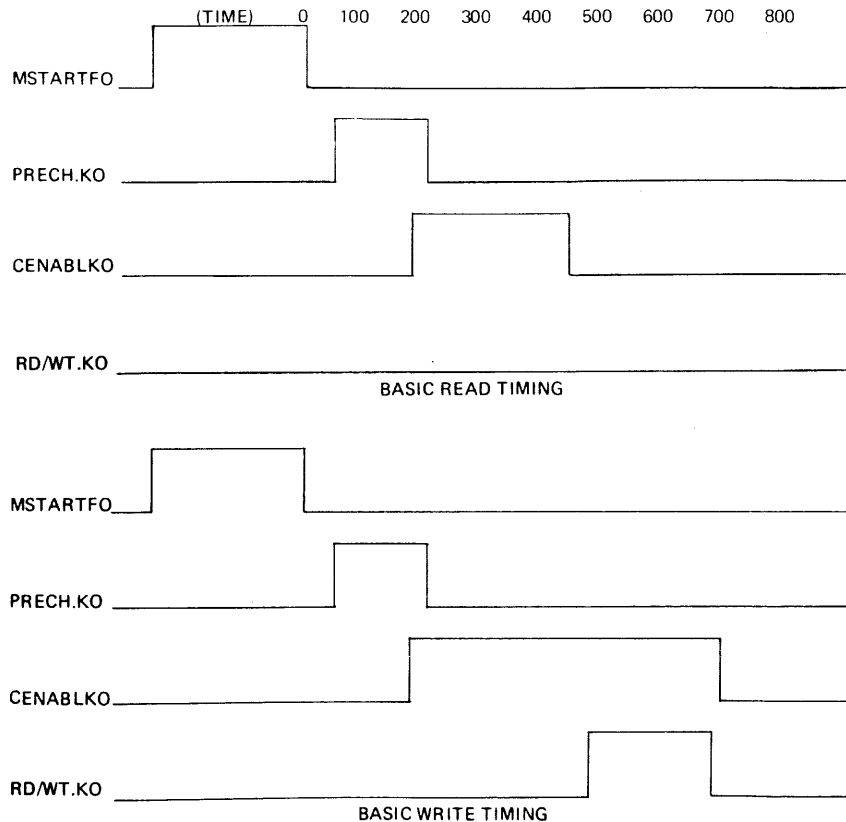 (TIME) 0 100 200 300 400 500 600 700 800
MSTARTFO
PRECH.KO
CENABLKO
RD/WT.KO
BASIC READ TIMING
MSTARTFO
PRECH.KO
CENABLKO
RD/WT.KO
BASIC WRITE TIMING